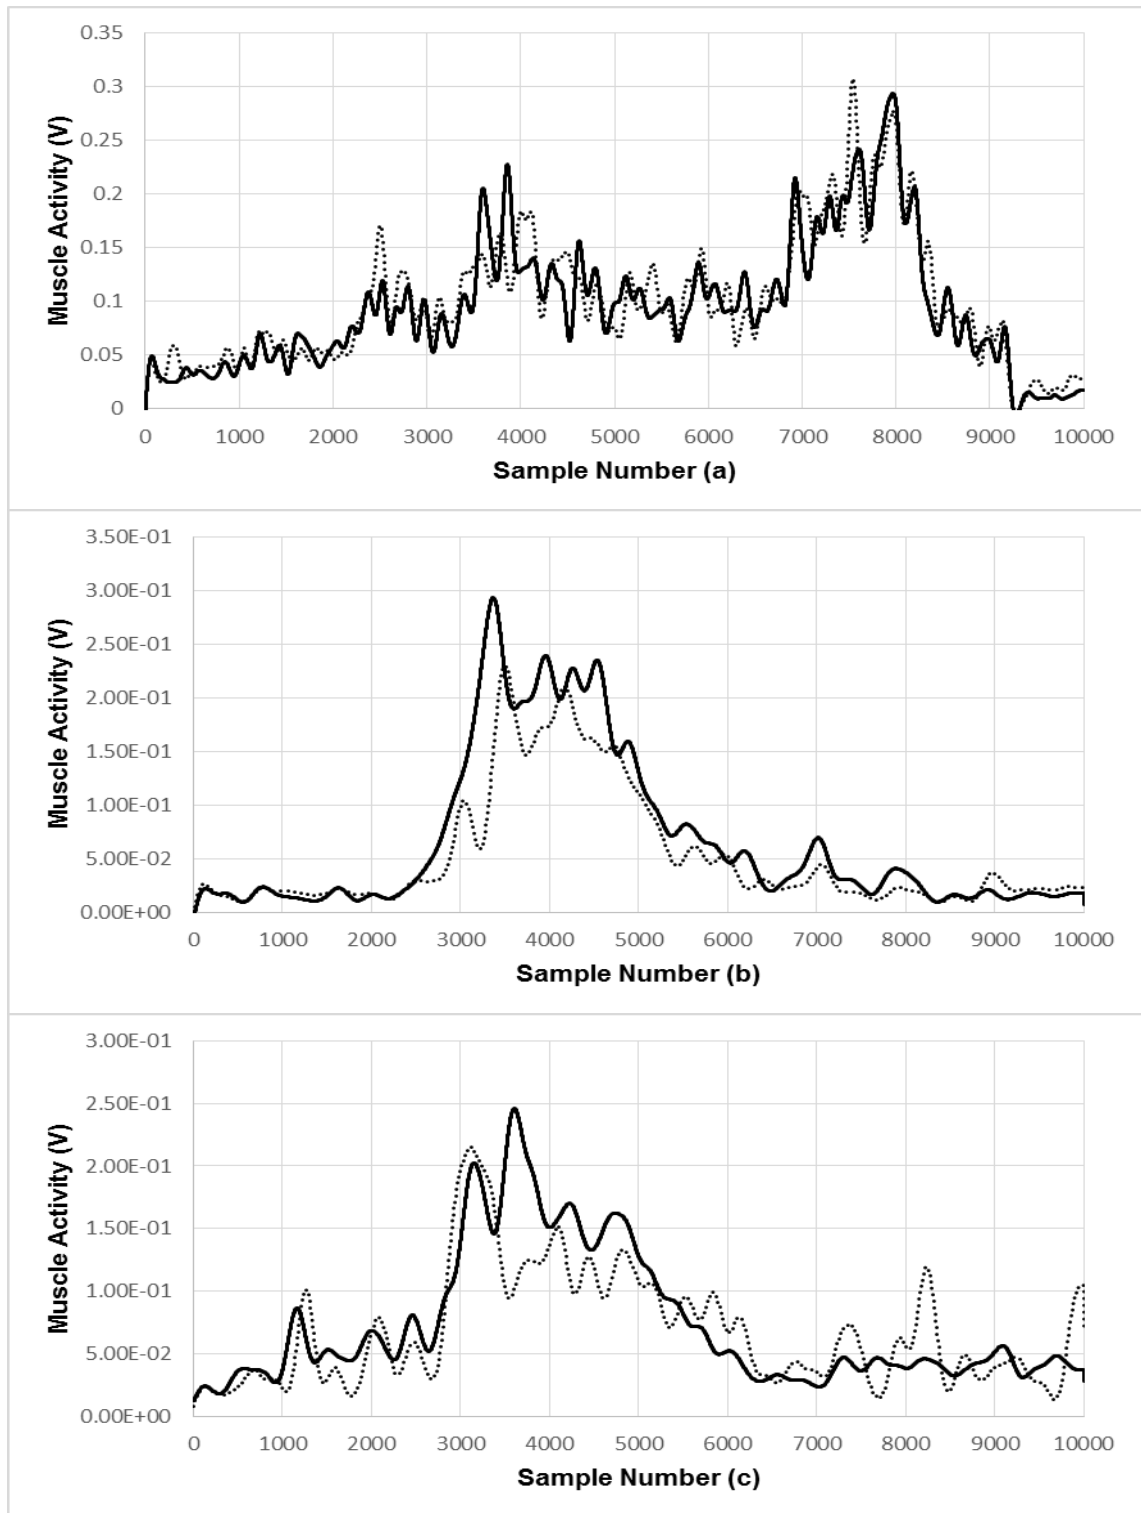 0.35
0.3
0.25
0.2
0.15
0.1
0.05
0
Muscle Activity (V)
0 1000 2000 3000 4000 5000 6000 7000 8000 9000 10000
Sample Number (a)
3.50E-01
3.00E-01
2.50E-01
2.00E-01
1.50E-01
1.00E-01
5.00E-02
0.00E+00
Muscle Activity (V)
0 1000 2000 3000 4000 5000 6000 7000 8000 9000 10000
Sample Number (b)
3.00E-01
2.50E-01
2.00E-01
1.50E-01
1.00E-01
5.00E-02
0.00E+00
Muscle Activity (V)
0 1000 2000 3000 4000 5000 6000 7000 8000 9000 10000
Sample Number (c)